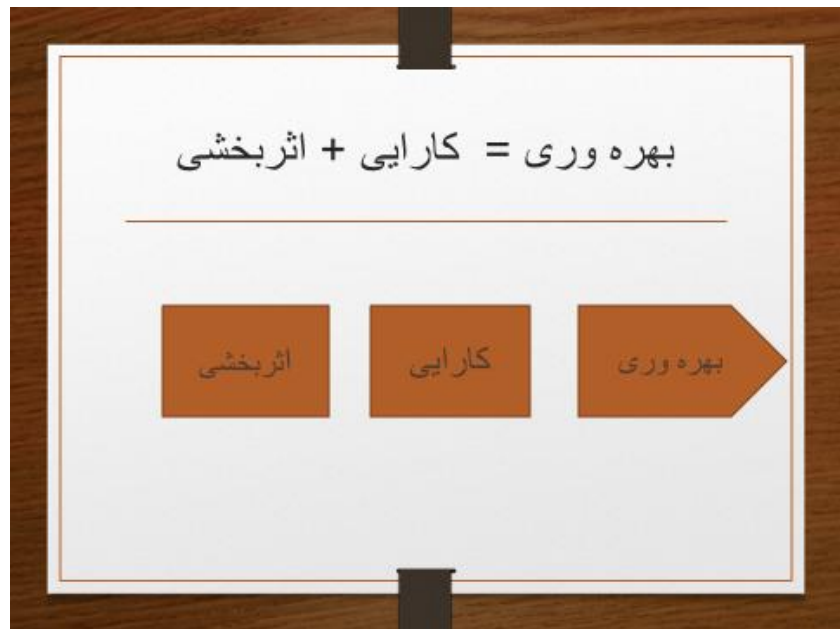 بهره وری = کارایی + اثربخشی
بهره وری
کارایی
اثربخشی